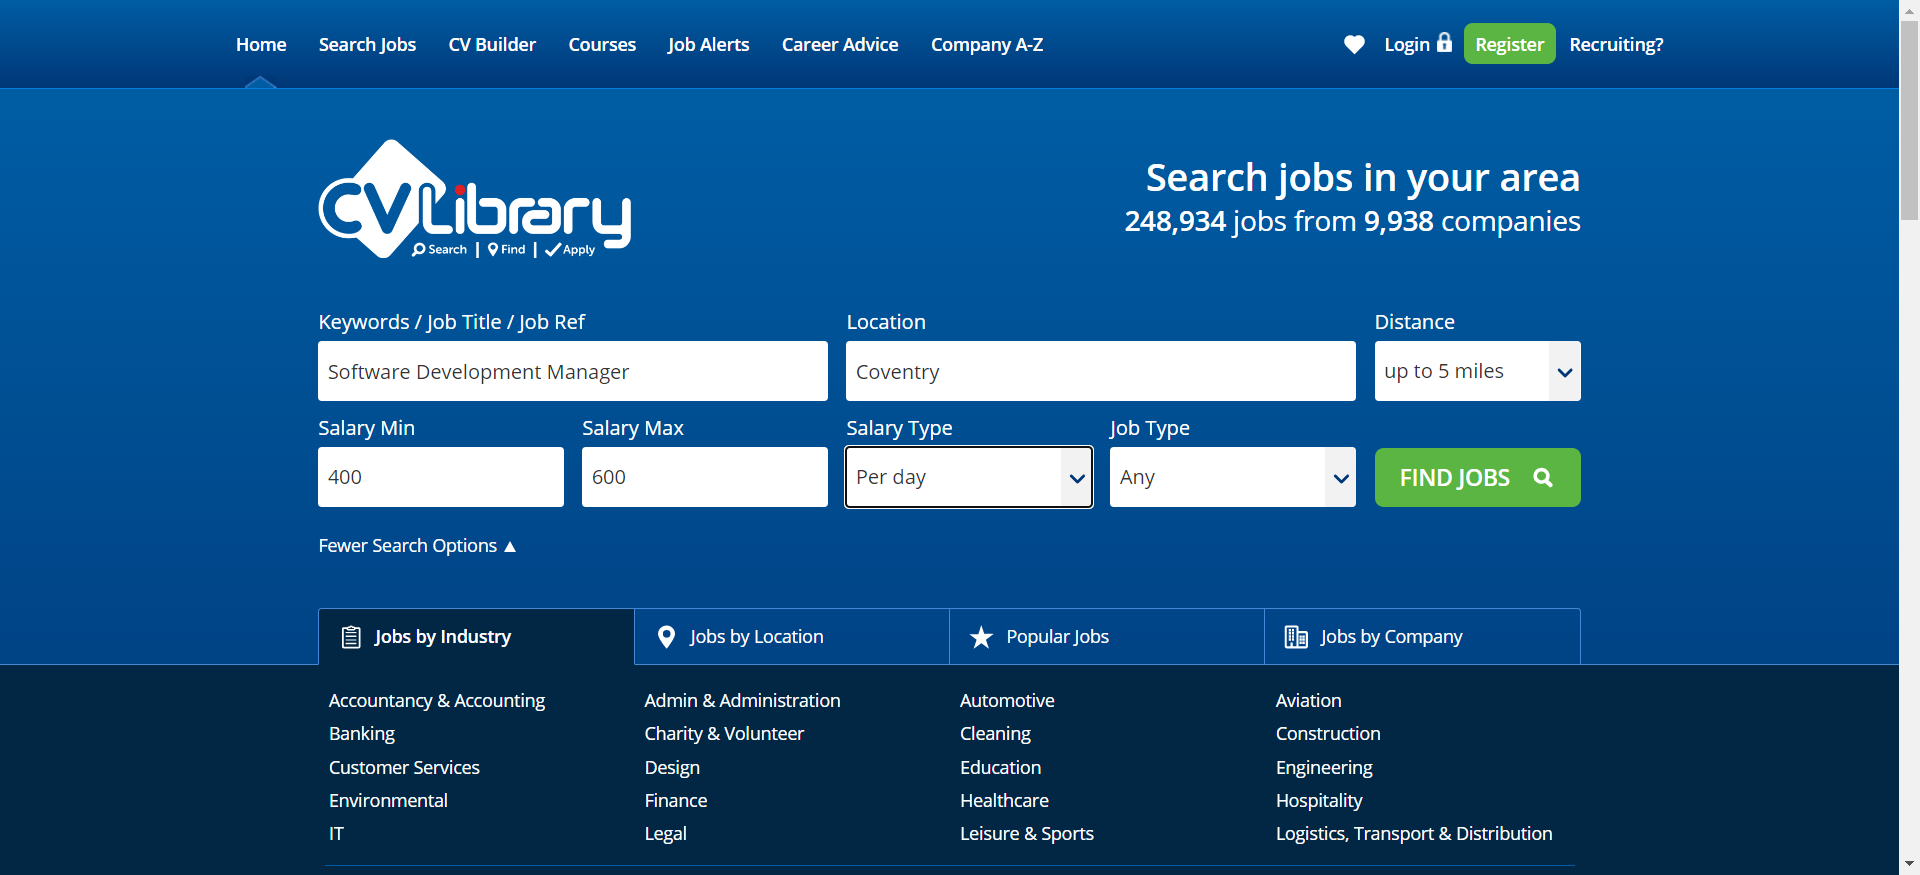 Home Search Jobs CV Builder Courses Job Alerts Career Advice Company A-Z Login Register Recruiting?
CVLibrary
Search | Find | Apply
Search jobs in your area
248,934 jobs from 9,938 companies
Keywords / Job Title / Job Ref Location Distance
Software Development Manager Coventry up to 5 miles
Salary Min Salary Max Salary Type Job Type
400 600 Per day Any FIND JOBS
Fewer Search Options
Jobs by Industry Jobs by Location Popular Jobs Jobs by Company
Accountancy & Accounting Admin & Administration Automotive Aviation
Banking Charity & Volunteer Cleaning Construction
Customer Services Design Education Engineering
Environmental Finance Healthcare Hospitality
IT Legal Leisure & Sports Logistics, Transport & Distribution